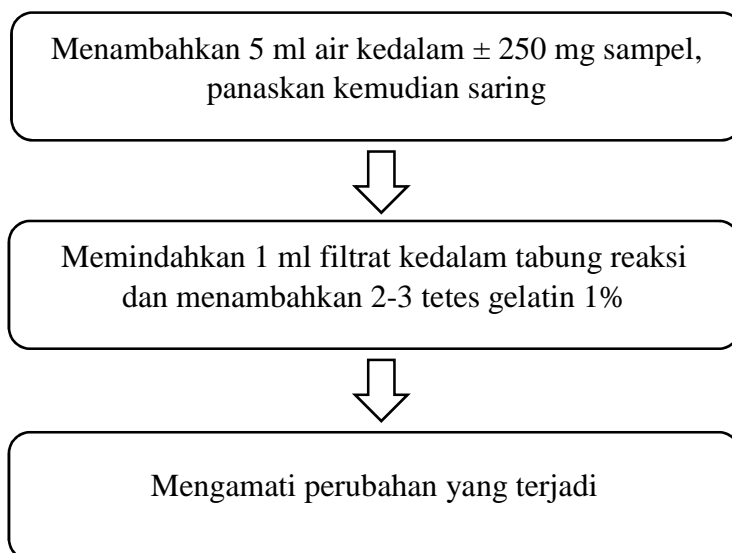 Menambahkan 5 ml air kedalam ± 250 mg sampel,
panaskan kemudian saring
Memindahkan 1 ml filtrat kedalam tabung reaksi
dan menambahkan 2-3 tetes gelatin 1%
Mengamati perubahan yang terjadi